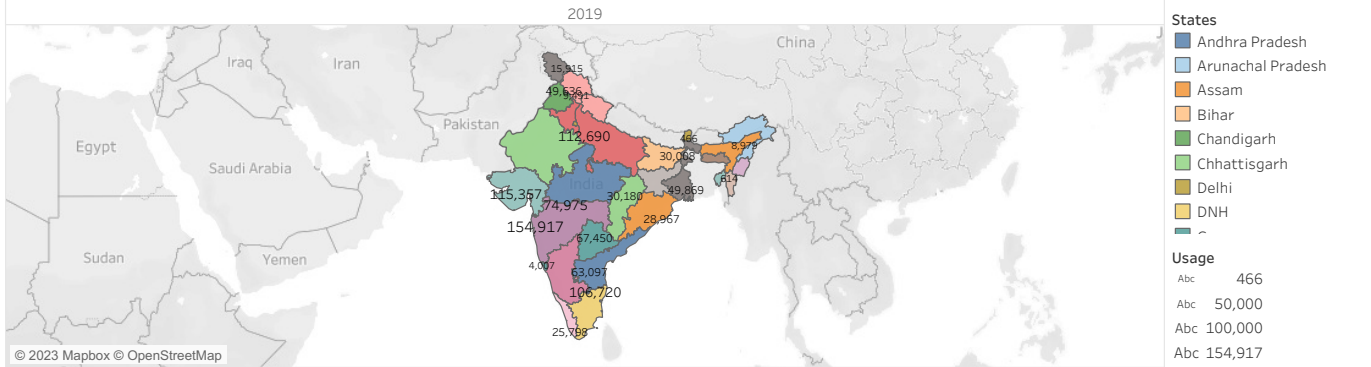 2019
States
Andhra Pradesh
Arunachal Pradesh
Assam
Bihar
Chandigarh
Chhattisgarh
Delhi
DNH
Usage
Abc 466
Abc 50,000
Abc 100,000
Abc 154,917
China
Iraq
Iran
Pakistan
Egypt
Saudi Arabia
India
Sudan
Yemen
15,915
49,636
112,690
466
8,979
30,008
614
115,357
74,975
30,180
49,869
154,917
28,967
67,450
4,007
63,097
106,720
25,798
© 2023 Mapbox © OpenStreetMap